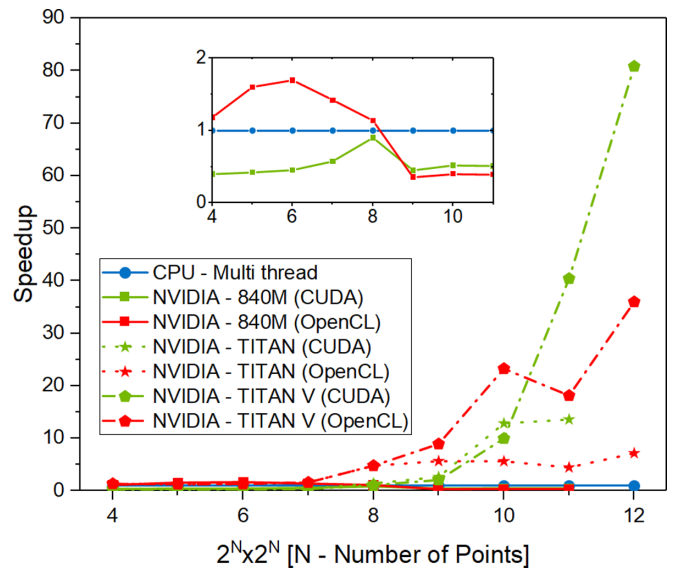 90
80
70
60
50
40
30
20
10
0
Speedup
2
1
0
4 6 8 10
CPU - Multi thread
NVIDIA - 840M (CUDA)
NVIDIA - 840M (OpenCL)
NVIDIA - TITAN (CUDA)
NVIDIA - TITAN (OpenCL)
NVIDIA - TITAN V (CUDA)
NVIDIA - TITAN V (OpenCL)
4 6 8 10 12
2ᴺx2ᴺ [N - Number of Points]